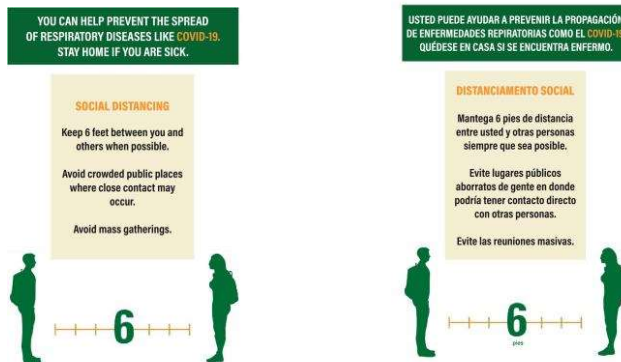 YOU CAN HELP PREVENT THE SPREAD
OF RESPIRATORY DISEASES LIKE COVID-19.
STAY HOME IF YOU ARE SICK.
SOCIAL DISTANCING
Keep 6 feet between you and
others when possible.
Avoid crowded public places
where close contact may
occur.
Avoid mass gatherings.
6
USTED PUEDE AYUDAR A PREVENIR LA PROPAGACIÓN
DE ENFERMEDADES REPIRATORIAS COMO EL COVID-19
QUÉDESE EN CASA SI SE ENCUENTRA ENFERMO.
DISTANCIAMENTO SOCIAL
Mantega 6 pies de distancia
entre usted y otras personas
siempre que sea posible.
Evite lugares públicos
aborratos de gente en donde
podría tener contacto directo
con otras personas.
Evite las reuniones masivas.
6
pies